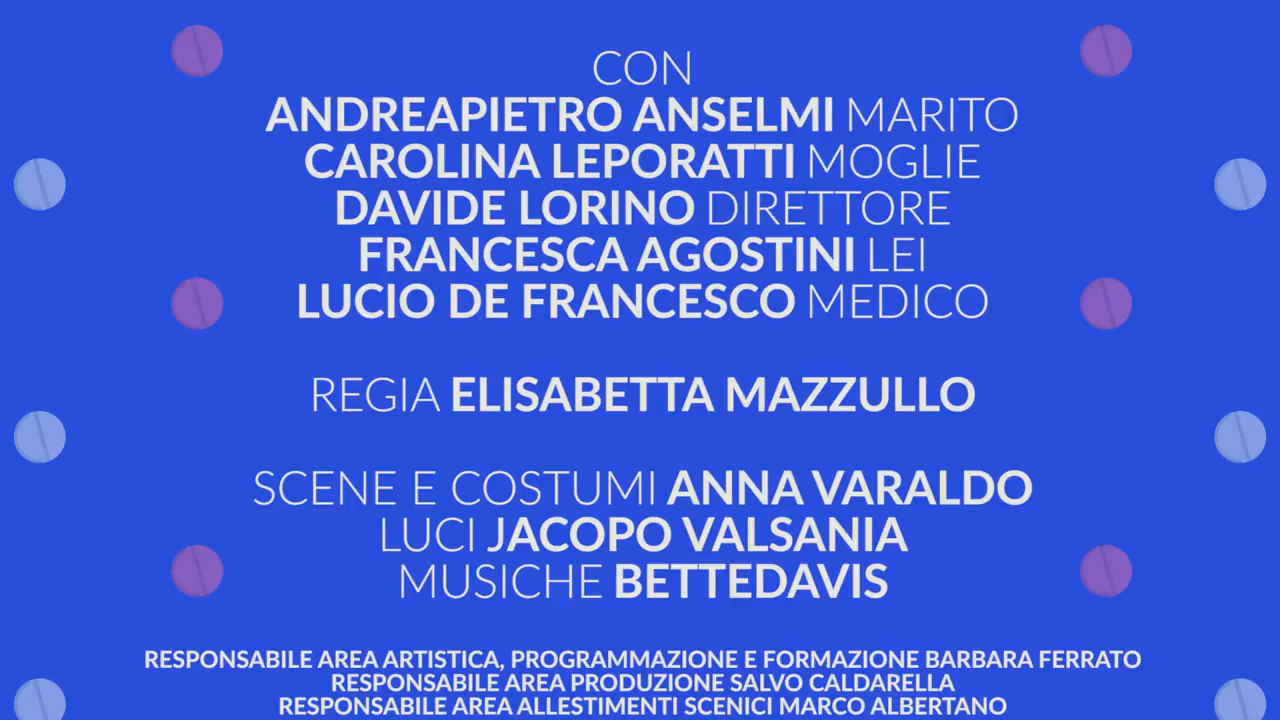 CON
ANDREAPIETRO ANSELMI MARITO
CAROLINA LEPORATTI MOGLIE
DAVIDE LORINO DIRETTORE
FRANCESCA AGOSTINI LEI
LUCIO DE FRANCESCO MEDICO
REGIA ELISABETTA MAZZULLO
SCENE E COSTUMI ANNA VARALDO
LUCI JACOPO VALSANIA
MUSICHE BETTEDAVIS
RESPONSABILE AREA ARTISTICA, PROGRAMMAZIONE E FORMAZIONE BARBARA FERRATO
RESPONSABILE AREA PRODUZIONE SALVO CALDARELLA
RESPONSABILE AREA ALLESTIMENTI SCENICI MARCO ALBERTANO